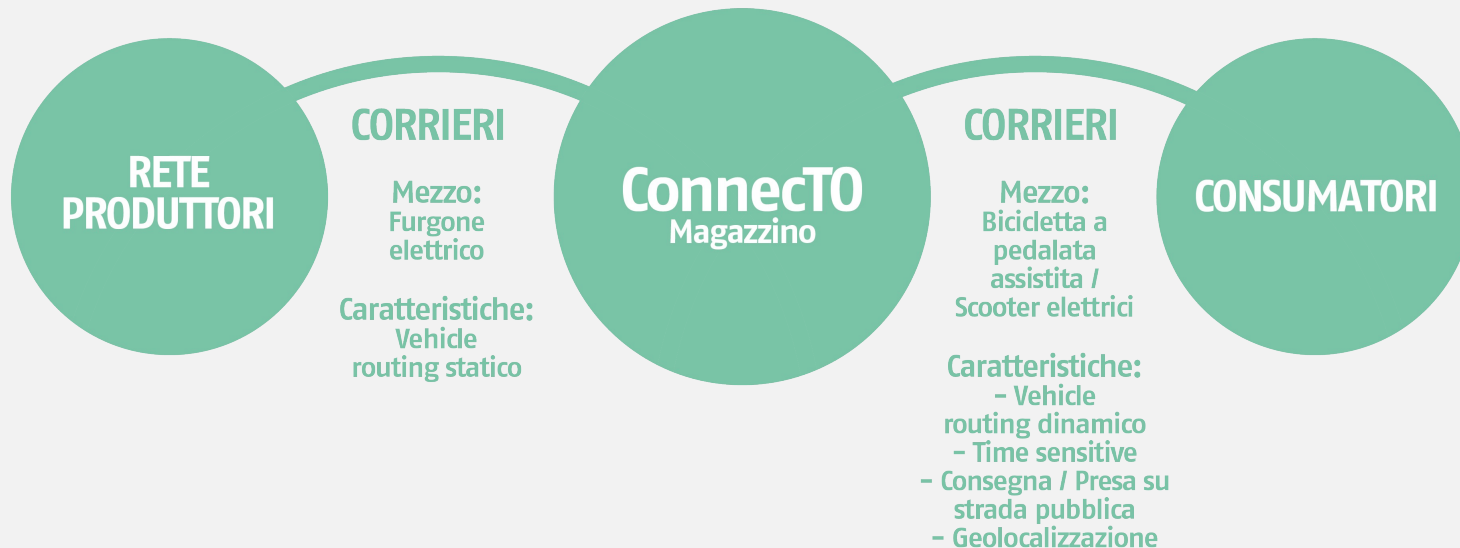 RETE
PRODUTTORI
CORRIERI
Mezzo:
Furgone
elettrico
Caratteristiche:
Vehicle
routing statico
ConnecTO
Magazzino
CORRIERI
Mezzo:
Bicicletta a
pedalata
assistita /
Scooter elettrici
Caratteristiche:
– Vehicle
routing dinamico
– Time sensitive
– Consegna / Presa su
strada pubblica
– Geolocalizzazione
CONSUMATORI